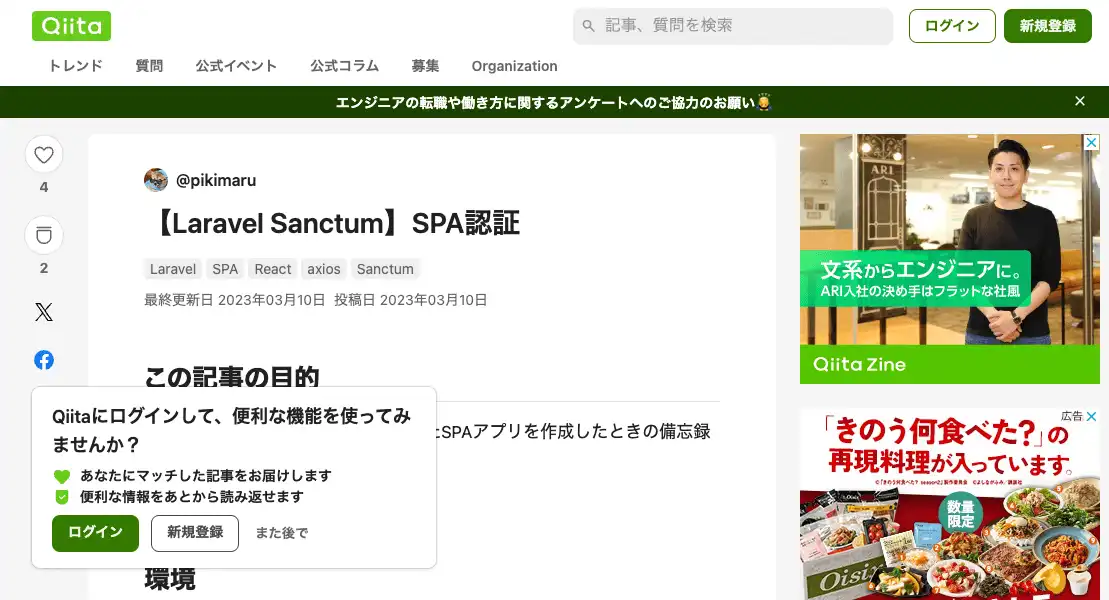 Qiita
記事、質問を検索
ログイン
新規登録
トレンド
質問
公式イベント
公式コラム
募集
Organization
エンジニアの転職や働き方に関するアンケートへのご協力のお願い
4
2
@pikimaru
【Laravel Sanctum】SPA認証
Laravel
SPA
React
axios
Sanctum
最終更新日 2023年03月10日 投稿日 2023年03月10日
この記事の目的
SPAアプリを作成したときの備忘録
Qiitaにログインして、便利な機能を使ってみ
ませんか？
あなたにマッチした記事をお届けします
便利な情報をあとから読み返せます
ログイン
新規登録
また後で
環境
ARI
文系からエンジニアに。
ARI入社の決め手はフラットな社風
Qiita Zine
広告
「きのう何食べた?」の
再現料理が入っています。
数量
限定
Oisix